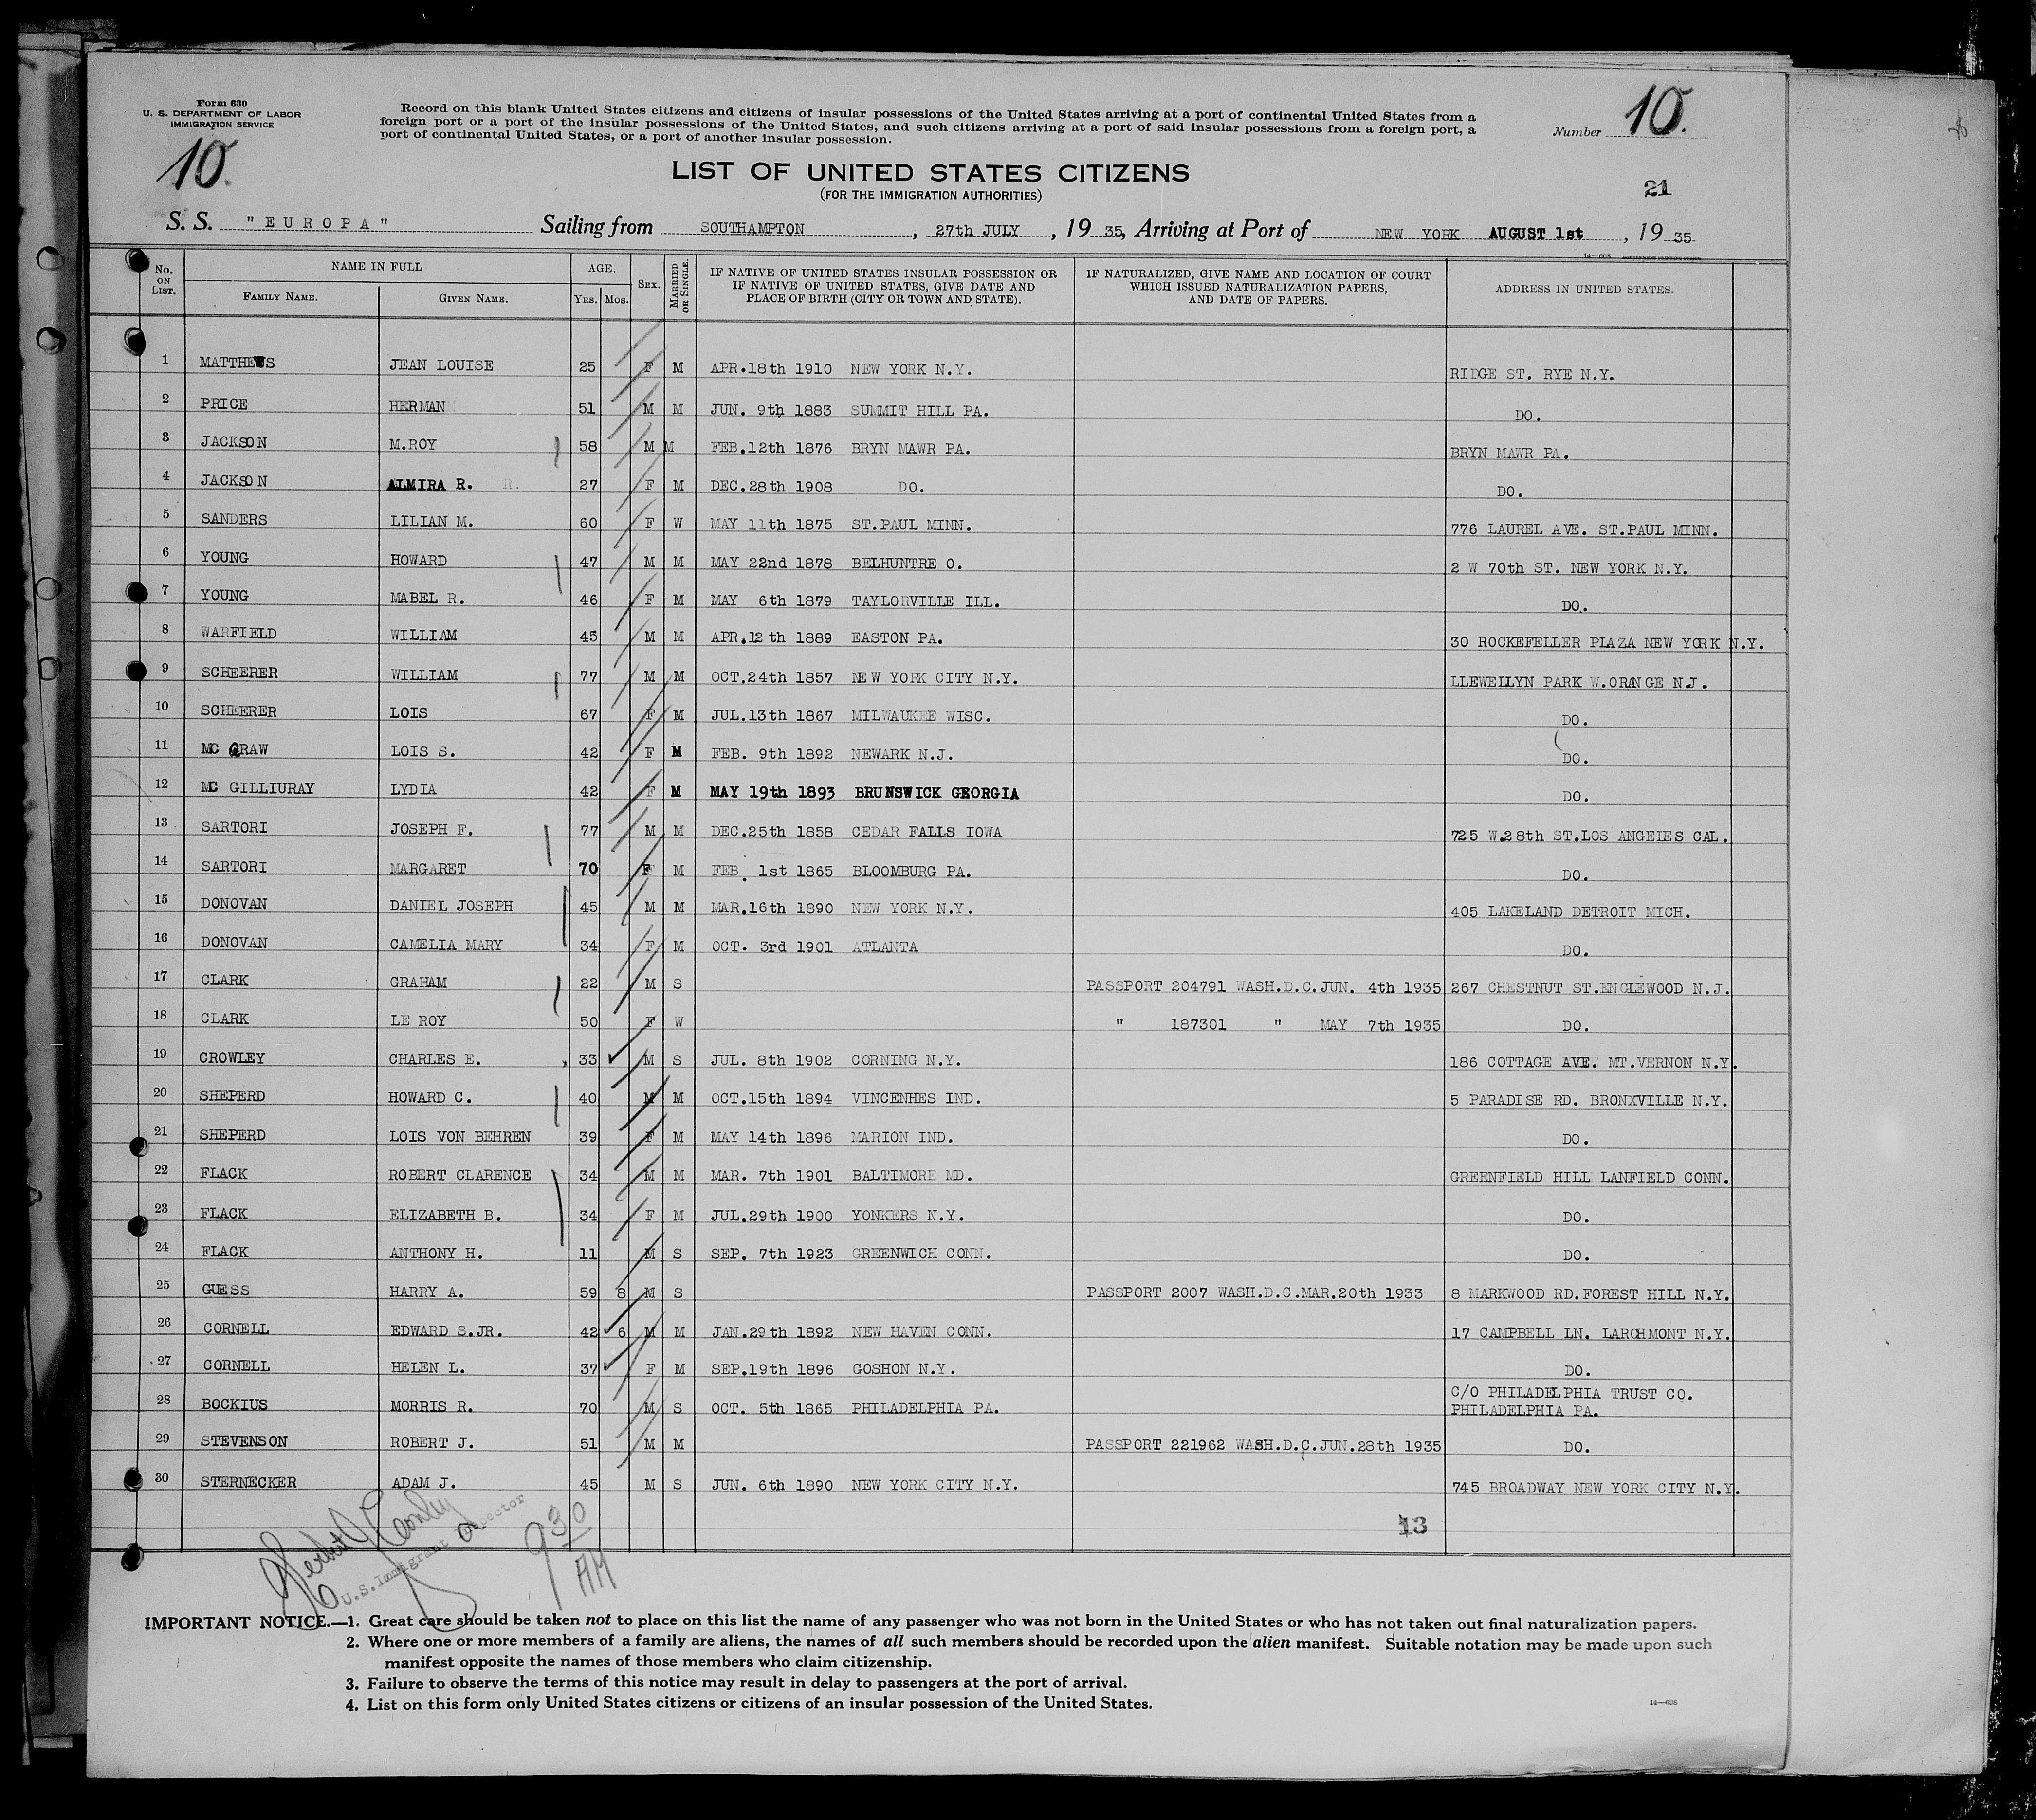 Form 630
U. S. DEPARTMENT OF LABOR
IMMIGRATION SERVICE
Record on this blank United States citizens and citizens of insular possessions of the United States arriving at a port of continental United States from a
foreign port or a port of the insular possessions of the United States, and such citizens arriving at a port of said insular possessions from a foreign port, a
port of continental United States, or a port of another insular possession.
Number 10.
10.
LIST OF UNITED STATES CITIZENS
(FOR THE IMMIGRATION AUTHORITIES)
21
S. S. "EUROPA" Sailing from SOUTHAMPTON, 27th JULY, 19 35, Arriving at Port of NEW YORK AUGUST 1st, 19 35.
No. ON LIST. NAME IN FULL FAMILY NAME. GIVEN NAME. AGE. YRS. MOS. SEX. MARRIED OR SINGLE. IF NATIVE OF UNITED STATES INSULAR POSSESSION OR IF NATIVE OF UNITED STATES, GIVE DATE AND PLACE OF BIRTH (CITY OR TOWN AND STATE). IF NATURALIZED, GIVE NAME AND LOCATION OF COURT WHICH ISSUED NATURALIZATION PAPERS, AND DATE OF PAPERS. ADDRESS IN UNITED STATES.
1 MATTHEWS JEAN LOUISE 25 F M APR.18th 1910 NEW YORK N.Y. RIDGE ST. RYE N.Y.
2 PRICE HERMAN 51 M M JUN. 9th 1883 SUMMIT HILL PA. DO.
3 JACKSON M.ROY 58 M M FEB.12th 1876 BRYN MAWR PA. BRYN MAWR PA.
4 JACKSON ALMIRA R. R. 27 F M DEC.28th 1908 DO. DO.
5 SANDERS LILIAN M. 60 F W MAY 11th 1875 ST.PAUL MINN. 776 LAUREL AVE. ST.PAUL MINN.
6 YOUNG HOWARD 47 M M MAY 22nd 1878 BELHUNTRE O. 2 W 70th ST. NEW YORK N.Y.
7 YOUNG MABEL R. 46 F M MAY 6th 1879 TAYLORVILLE ILL. DO.
8 WARFIELD WILLIAM 45 M M APR.12 th 1889 EASTON PA. 30 ROCKEFELLER PLAZA NEW YORK N.Y.
9 SCHEERER WILLIAM 77 M M OCT.24th 1857 NEW YORK CITY N.Y. LLEWELLYN PARK W.ORANGE N.J.
10 SCHEERER LOIS 67 F M JUL.13th 1867 MILWAUKEE WISC. DO.
11 MC GRAW LOIS S. 42 F M FEB. 9th 1892 NEWARK N.J. DO.
12 MC GILLIURAY LYDIA 42 F M MAY 19th 1893 BRUNSWICK GEORGIA DO.
13 SARTORI JOSEPH F. 77 M M DEC.25th 1858 CEDAR FALLS IOWA 725 W.28th ST.LOS ANGELES CAL.
14 SARTORI MARGARET 70 F M FEB. 1st 1865 BLOOMBURG PA. DO.
15 DONOVAN DANIEL JOSEPH 45 M M MAR.16th 1890 NEW YORK N.Y. 405 LAKELAND DETROIT MICH.
16 DONOVAN CAMELIA MARY 34 F M OCT. 3rd 1901 ATLANTA DO.
17 CLARK GRAHAM 22 M S PASSPORT 204791 WASH.D.C.JUN. 4th 1935 267 CHESTNUT ST.ENGLEWOOD N.J.
18 CLARK LE ROY 50 F W " 187301 " MAY 7th 1935 DO.
19 CROWLEY CHARLES E. 33 M S JUL. 8th 1902 CORNING N.Y. 186 COTTAGE AVE. MT.VERNON N.Y.
20 SHEPERD HOWARD C. 40 M M OCT.15th 1894 VINCENHES IND. 5 PARADISE RD. BRONXVILLE N.Y.
21 SHEPERD LOIS VON BEHREN 39 F M MAY 14th 1896 MARION IND. DO.
22 FLACK ROBERT CLARENCE 34 M M MAR. 7th 1901 BALTIMORE MD. GREENFIELD HILL LANFIELD CONN.
23 FLACK ELIZABETH B. 34 F M JUL.29th 1900 YONKERS N.Y. DO.
24 FLACK ANTHONY H. 11 M S SEP. 7th 1923 GREENWICH CONN. DO.
25 GUESS HARRY A. 59 8 M S PASSPORT 2007 WASH.D.C.MAR.20th 1933 8 MARKWOOD RD.FOREST HILL N.Y.
26 CORNELL EDWARD S.JR. 42 6 M M JAN.29th 1892 NEW HAVEN CONN. 17 CAMPBELL LN. LARCHMONT N.Y.
27 CORNELL HELEN L. 37 F M SEP.19th 1896 GOSHON N.Y. DO.
28 BOCKIUS MORRIS R. 70 M S OCT. 5th 1865 PHILADELPHIA PA. C/O PHILADELPHIA TRUST CO. PHILADELPHIA PA.
29 STEVENSON ROBERT J. 51 M M PASSPORT 221962 WASH.D.C.JUN.28th 1935 DO.
30 STERNECKER ADAM J. 45 M S JUN. 6th 1890 NEW YORK CITY N.Y. 745 BROADWAY NEW YORK CITY N.Y.
13
U.S. Immigrant Inspector
9 30 AM
IMPORTANT NOTICE.—1. Great care should be taken not to place on this list the name of any passenger who was not born in the United States or who has not taken out final naturalization papers.
2. Where one or more members of a family are aliens, the names of all such members should be recorded upon the alien manifest. Suitable notation may be made upon such
manifest opposite the names of those members who claim citizenship.
3. Failure to observe the terms of this notice may result in delay to passengers at the port of arrival.
4. List on this form only United States citizens or citizens of an insular possession of the United States.
14—608